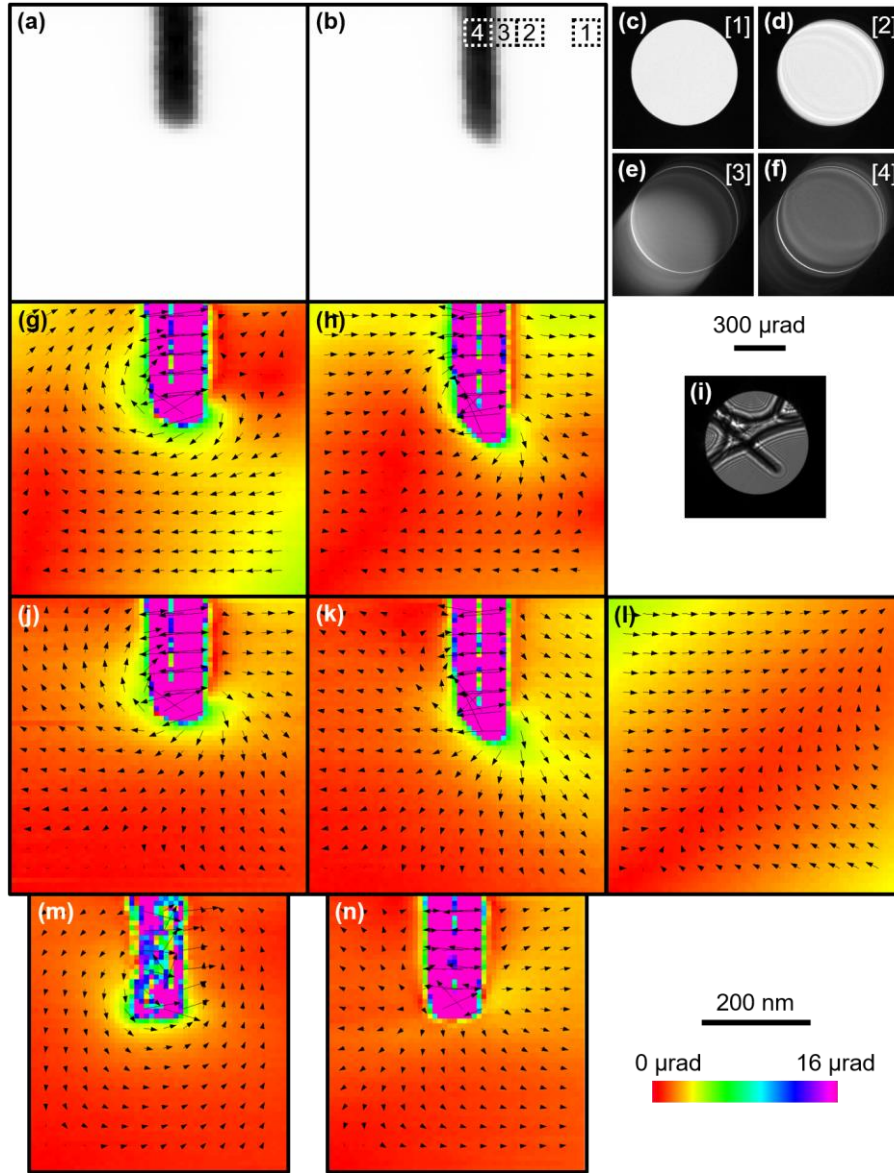 (a)
(b)
4 3 2 1
(c) [1]
(d) [2]
(e) [3]
(f) [4]
300 μrad
(g)
(h)
(i)
(j)
(k)
(l)
(m)
(n)
200 nm
0 μrad 16 μrad